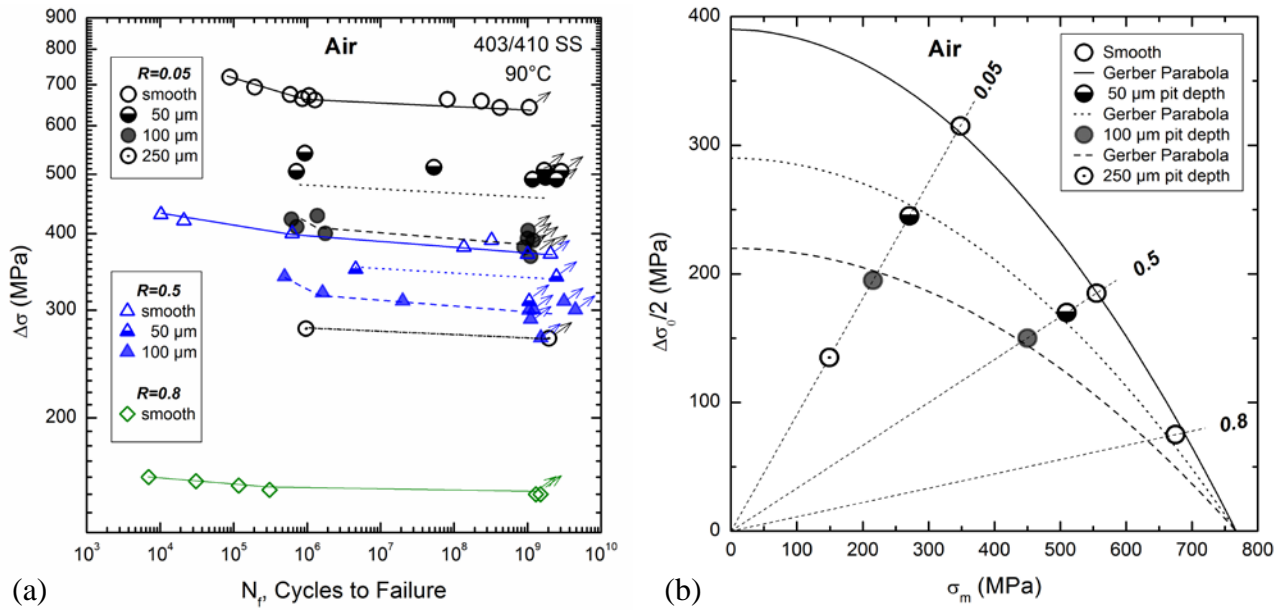 900
800
700
600
500
400
300
200
Δσ (MPa)
Air
403/410 SS
90°C
R=0.05
smooth
50 μm
100 μm
250 μm
R=0.5
smooth
50 μm
100 μm
R=0.8
smooth
10³ 10⁴ 10⁵ 10⁶ 10⁷ 10⁸ 10⁹ 10¹⁰
N_f, Cycles to Failure
(a)
400
300
200
100
0
Δσ₀/2 (MPa)
Air
Smooth
Gerber Parabola
50 μm pit depth
Gerber Parabola
100 μm pit depth
Gerber Parabola
250 μm pit depth
0.05
0.5
0.8
0 100 200 300 400 500 600 700 800
σₘ (MPa)
(b)